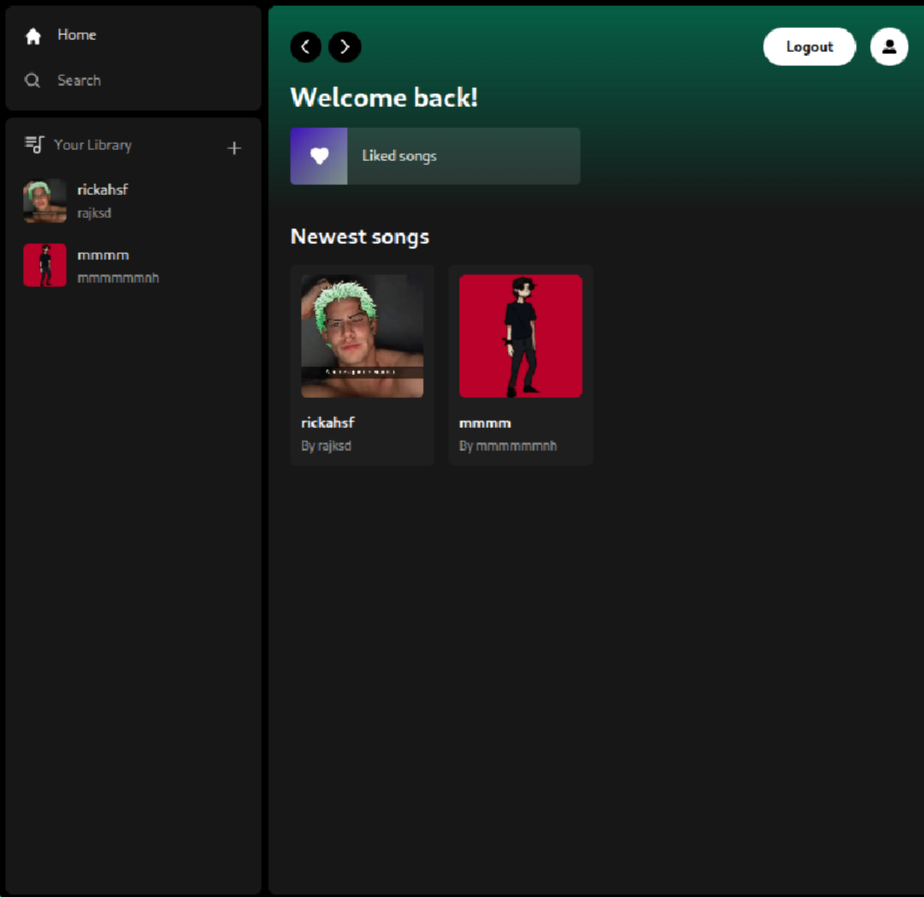 Home
Search
Your Library
rickahsf
rajksd
mmmm
mmmmmmnh
Logout
Welcome back!
Liked songs
Newest songs
rickahsf
By rajksd
mmmm
By mmmmmmnh